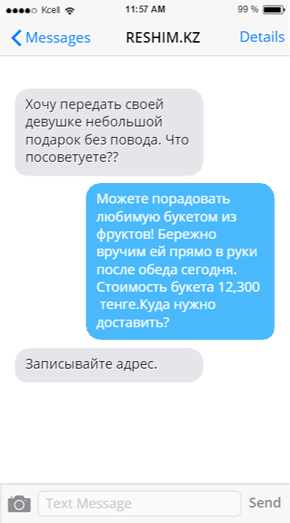 Kcell 11:57 AM 99 %
Messages RESHIM.KZ Details
Хочу передать своей
девушке небольшой
подарок без повода. Что
посоветуете??
Можете порадовать
любимую букетом из
фруктов! Бережно
вручим ей прямо в руки
после обеда сегодня.
Стоимость букета 12,300
тенге.Куда нужно
доставить?
Записывайте адрес.
Text Message Send